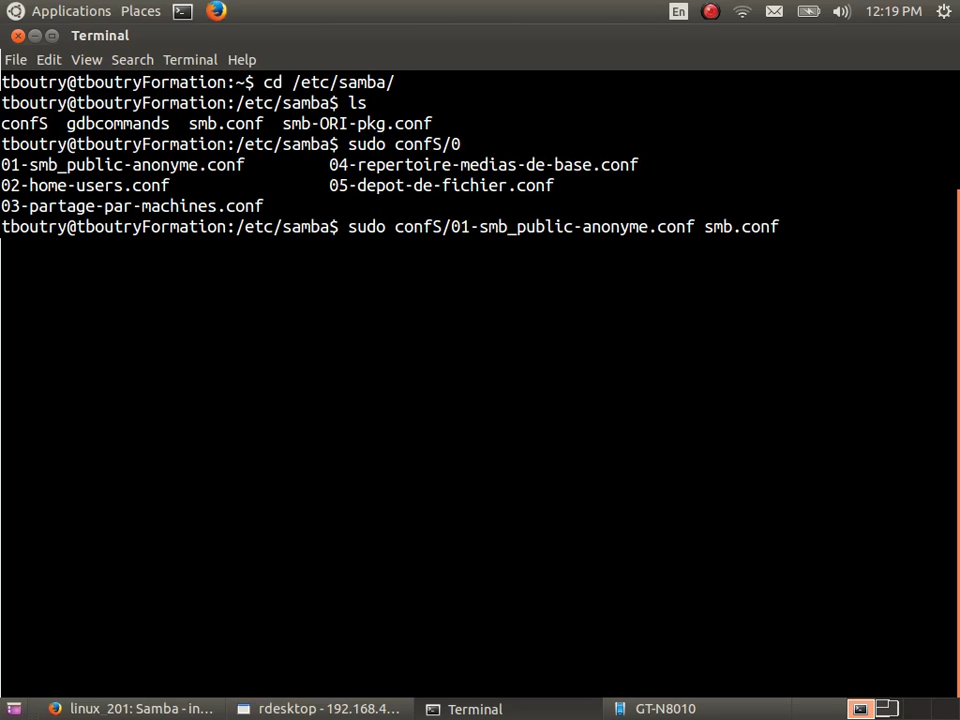 Applications Places En 12:19 PM
Terminal
File Edit View Search Terminal Help
tboutry@tboutryFormation:~$ cd /etc/samba/
tboutry@tboutryFormation:/etc/samba$ ls
confS  gdbcommands  smb.conf  smb-ORI-pkg.conf
tboutry@tboutryFormation:/etc/samba$ sudo confS/0
01-smb_public-anonyme.conf         04-repertoire-medias-de-base.conf
02-home-users.conf                 05-depot-de-fichier.conf
03-partage-par-machines.conf
tboutry@tboutryFormation:/etc/samba$ sudo confS/01-smb_public-anonyme.conf smb.conf
linux_201: Samba - in... rdesktop - 192.168.4... Terminal GT-N8010